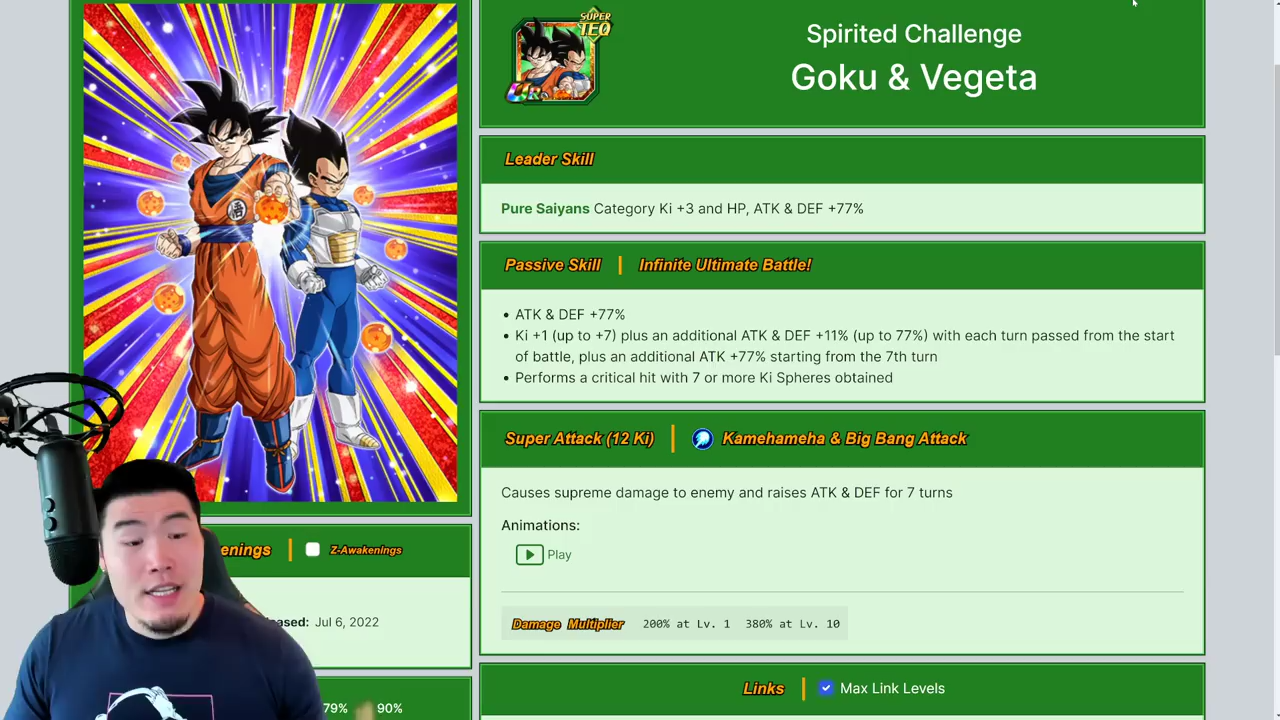 SUPER
TEQ
UR
Spirited Challenge
Goku & Vegeta
Leader Skill
Pure Saiyans Category Ki +3 and HP, ATK & DEF +77%
Passive Skill | Infinite Ultimate Battle!
• ATK & DEF +77%
• Ki +1 (up to +7) plus an additional ATK & DEF +11% (up to 77%) with each turn passed from the start
of battle, plus an additional ATK +77% starting from the 7th turn
• Performs a critical hit with 7 or more Ki Spheres obtained
Super Attack (12 Ki) | Kamehameha & Big Bang Attack
Causes supreme damage to enemy and raises ATK & DEF for 7 turns
Animations:
Play
Damage Multiplier 200% at Lv. 1 380% at Lv. 10
Links | Max Link Levels
悟
enings | Z-Awakenings
ased: Jul 6, 2022
79% 90%